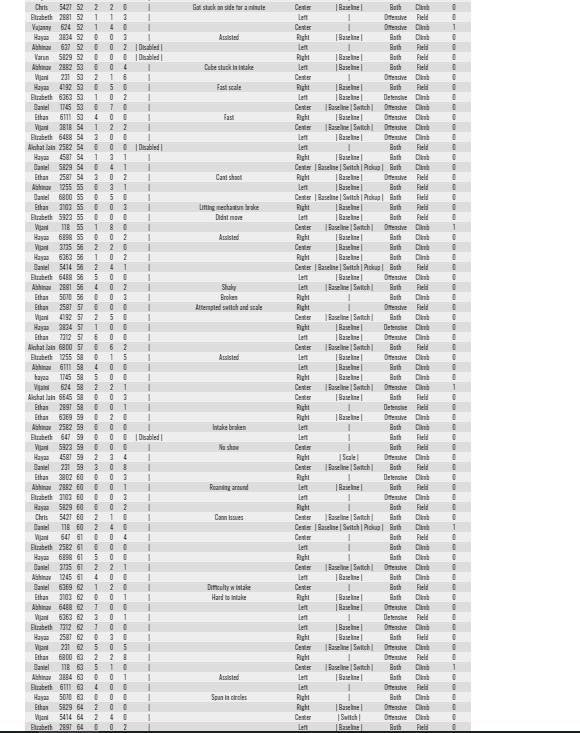 Chris 5427 52 2 2 0 | Got stuck on side for a minute Center | Baseline | Switch | Both Climb 0
Elizabeth 2881 52 1 1 3 | Left | Baseline | Offensive Field 0
Vujanny 624 52 1 4 0 | Center | Offensive Climb 1
Hayaa 3834 52 0 0 3 | Assisted Right | Baseline | Both Climb 0
Abhinav 637 52 0 0 2 | Disabled | Left | Both Field 0
Varun 5829 52 0 0 0 | Disabled | Right | Baseline | Both Field 0
Abhinav 2882 53 0 0 4 | Cube stuck in intake Left | Baseline | Both Climb 0
Vijani 231 53 2 1 6 | Center | Offensive Climb 0
Hayaa 4192 53 0 5 0 | Fast scale Right | Baseline | Both Climb 0
Elizabeth 6363 53 1 0 2 | Left | Baseline | Defensive Climb 0
Daniel 1745 53 0 7 0 | Center | Baseline | Switch | Offensive Field 0
Ethan 6111 53 4 0 0 | Fast Right | Baseline | Offensive Climb 0
Vijani 3818 54 1 2 2 | Center | Baseline | Switch | Offensive Climb 0
Elizabeth 6488 54 3 0 0 | Left | Baseline | Offensive Climb 0
Akshat Jain 2582 54 0 0 0 | Disabled | Left | Both Field 0
Hayaa 4587 54 1 3 1 | Right | Baseline | Both Climb 0
Daniel 5829 54 0 4 1 | Center | Baseline | Switch | Pickup | Both Climb 0
Ethan 2587 54 3 0 2 | Cant shoot Right | Baseline | Offensive Field 0
Abhinav 1255 55 0 3 1 | Left | Baseline | Both Climb 0
Daniel 6800 55 0 5 0 | Center | Baseline | Switch | Pickup | Both Climb 0
Ethan 3103 55 0 0 3 | Lifting mechanism broke Right | Baseline | Offensive Climb 0
Elizabeth 5923 55 0 0 0 | Didnt move Left | Baseline | Both Climb 0
Vijani 118 55 1 8 0 | Center | Baseline | Switch | Offensive Climb 1
Hayaa 6898 55 0 0 2 | Assisted Right | Baseline | Both Climb 0
Vijani 3735 56 2 2 0 | Center | Baseline | Both Climb 0
Hayaa 6363 56 1 0 2 | Right | Baseline | Both Climb 0
Daniel 5414 56 2 4 1 | Center | Baseline | Switch | Pickup | Both Field 0
Elizabeth 6488 56 5 0 0 | Left | Baseline | Offensive Climb 0
Abhinav 2881 56 4 0 2 | Shaky Left | Baseline | Switch | Both Climb 0
Ethan 5070 56 0 0 3 | Broken Right | Offensive Climb 0
Ethan 2587 57 0 0 0 | Attempted switch and scale Right | Offensive Field 0
Vijani 4192 57 2 5 0 | Center | Baseline | Switch | Both Climb 0
Hayaa 3834 57 1 0 0 | Right | Baseline | Defensive Climb 0
Ethan 7312 57 6 0 0 | Left | Baseline | Offensive Climb 0
Akshat Jain 6800 57 0 6 2 | Center | Baseline | Switch | Both Field 0
Elizabeth 1255 58 0 1 5 | Assisted Left | Baseline | Offensive Climb 0
Abhinav 6111 58 4 0 0 | Left | Baseline | Both Field 0
hayaa 1745 58 5 0 0 | Right | Baseline | Both Climb 0
Vijaini 624 58 2 2 1 | Center | Baseline | Switch | Offensive Climb 1
Akshat Jain 6645 58 0 0 3 | Center | Baseline | Both Climb 0
Ethan 2897 58 0 0 1 | Right | Defensive Field 0
Ethan 6369 59 0 2 0 | Right | Baseline | Offensive Climb 0
Abhinav 2582 59 0 0 0 | Intake broken Left | Both Climb 0
Elizabeth 647 59 0 0 0 | Disabled | Left | Both Field 0
Vijani 5923 59 0 0 0 | No show Center | Both Field 0
Hayaa 4587 59 2 3 4 | Right | Scale | Offensive Climb 0
Daniel 231 59 3 0 8 | Center | Baseline | Switch | Both Climb 0
Ethan 3802 60 0 0 3 | Right | Defensive Climb 0
Abhinav 2882 60 0 0 1 | Roaming around Left | Baseline | Both Field 0
Elizabeth 3103 60 0 0 3 | Left | Offensive Climb 0
Hayaa 5829 60 0 0 2 | Right | Both Field 0
Chris 5427 60 2 1 0 | Conn issues Center | Baseline | Switch | Both Climb 0
Daniel 118 60 2 4 0 | Center | Baseline | Switch | Pickup | Both Climb 1
Vijani 647 61 0 0 4 | Center | Offensive Climb 0
Elizabeth 2582 61 0 0 0 | Left | Both Field 0
Hayaa 6898 61 5 0 0 | Right | Both Climb 0
Daniel 3735 61 2 2 1 | Center | Baseline | Switch | Offensive Climb 0
Abhinav 1245 61 4 0 0 | Left | Baseline | Both Climb 0
Daniel 6369 62 1 2 0 | Difficulty w intake Center | Both Climb 0
Ethan 3103 62 0 0 1 | Hard to intake Right | Baseline | Both Climb 0
Abhinav 6488 62 7 0 0 | Left | Baseline | Offensive Climb 0
Vijani 6363 62 3 0 1 | Left | Defensive Field 0
Elizabeth 7312 62 7 0 0 | Left | Baseline | Offensive Climb 0
Hayaa 2587 62 0 3 0 | Right | Baseline | Both Field 0
Vijani 231 62 5 0 5 | Center | Baseline | Switch | Offensive Climb 0
Ethan 6800 63 2 2 8 | Right | Offensive Field 0
Daniel 118 63 5 1 0 | Center | Baseline | Switch | Both Climb 1
Abhinav 3884 63 0 0 1 | Assisted Left | Baseline | Both Climb 0
Elizabeth 6111 63 4 0 0 | Left | Offensive Climb 0
Hayaa 5070 63 0 0 0 | Spun in circles Right | Both Field 0
Ethan 5829 64 2 0 0 | Right | Baseline | Offensive Climb 0
Vijani 5414 64 2 4 0 | Center | Switch | Offensive Field 0
Elizabeth 2897 64 0 0 2 | Left | Baseline | Both Field 0